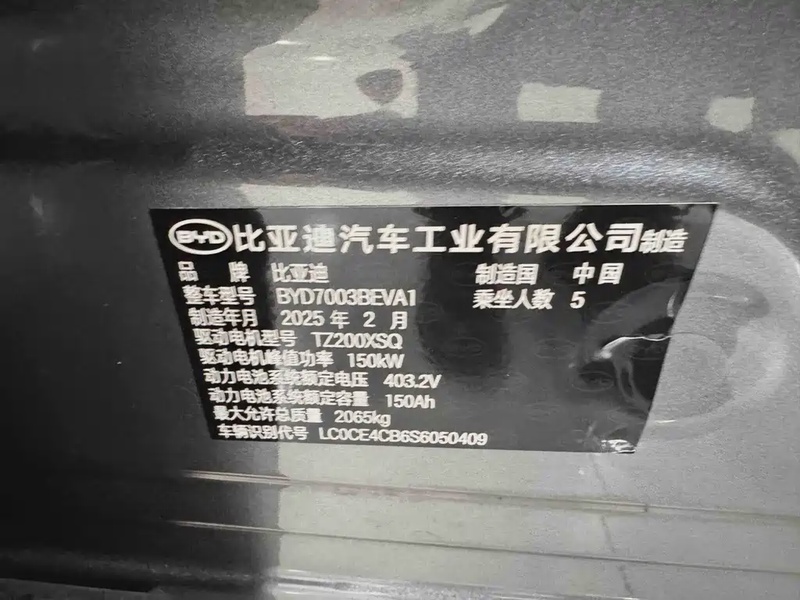 BYD 比亚迪汽车工业有限公司制造
品 牌 比亚迪 制造国 中国
整车型号 BYD7003BEVA1 乘坐人数 5
制造年月 2025 年 2 月
驱动电机型号 TZ200XSQ
驱动电机峰值功率 150kW
动力电池系统额定电压 403.2V
动力电池系统额定容量 150Ah
最大允许总质量 2065kg
车辆识别代号 LC0CE4CB6S6050409